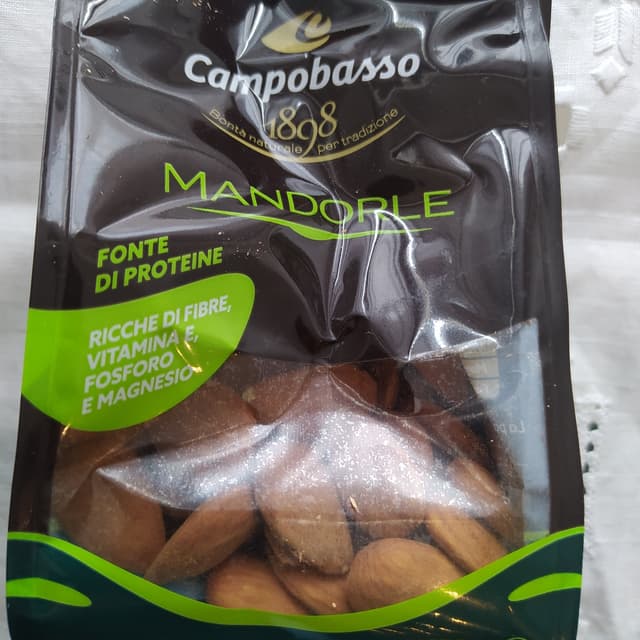 Campobasso
1898
Bontà naturale per tradizione
MANDORLE
FONTE
DI PROTEINE
RICCHE DI FIBRE,
VITAMINA E,
FOSFORO
E MAGNESIO